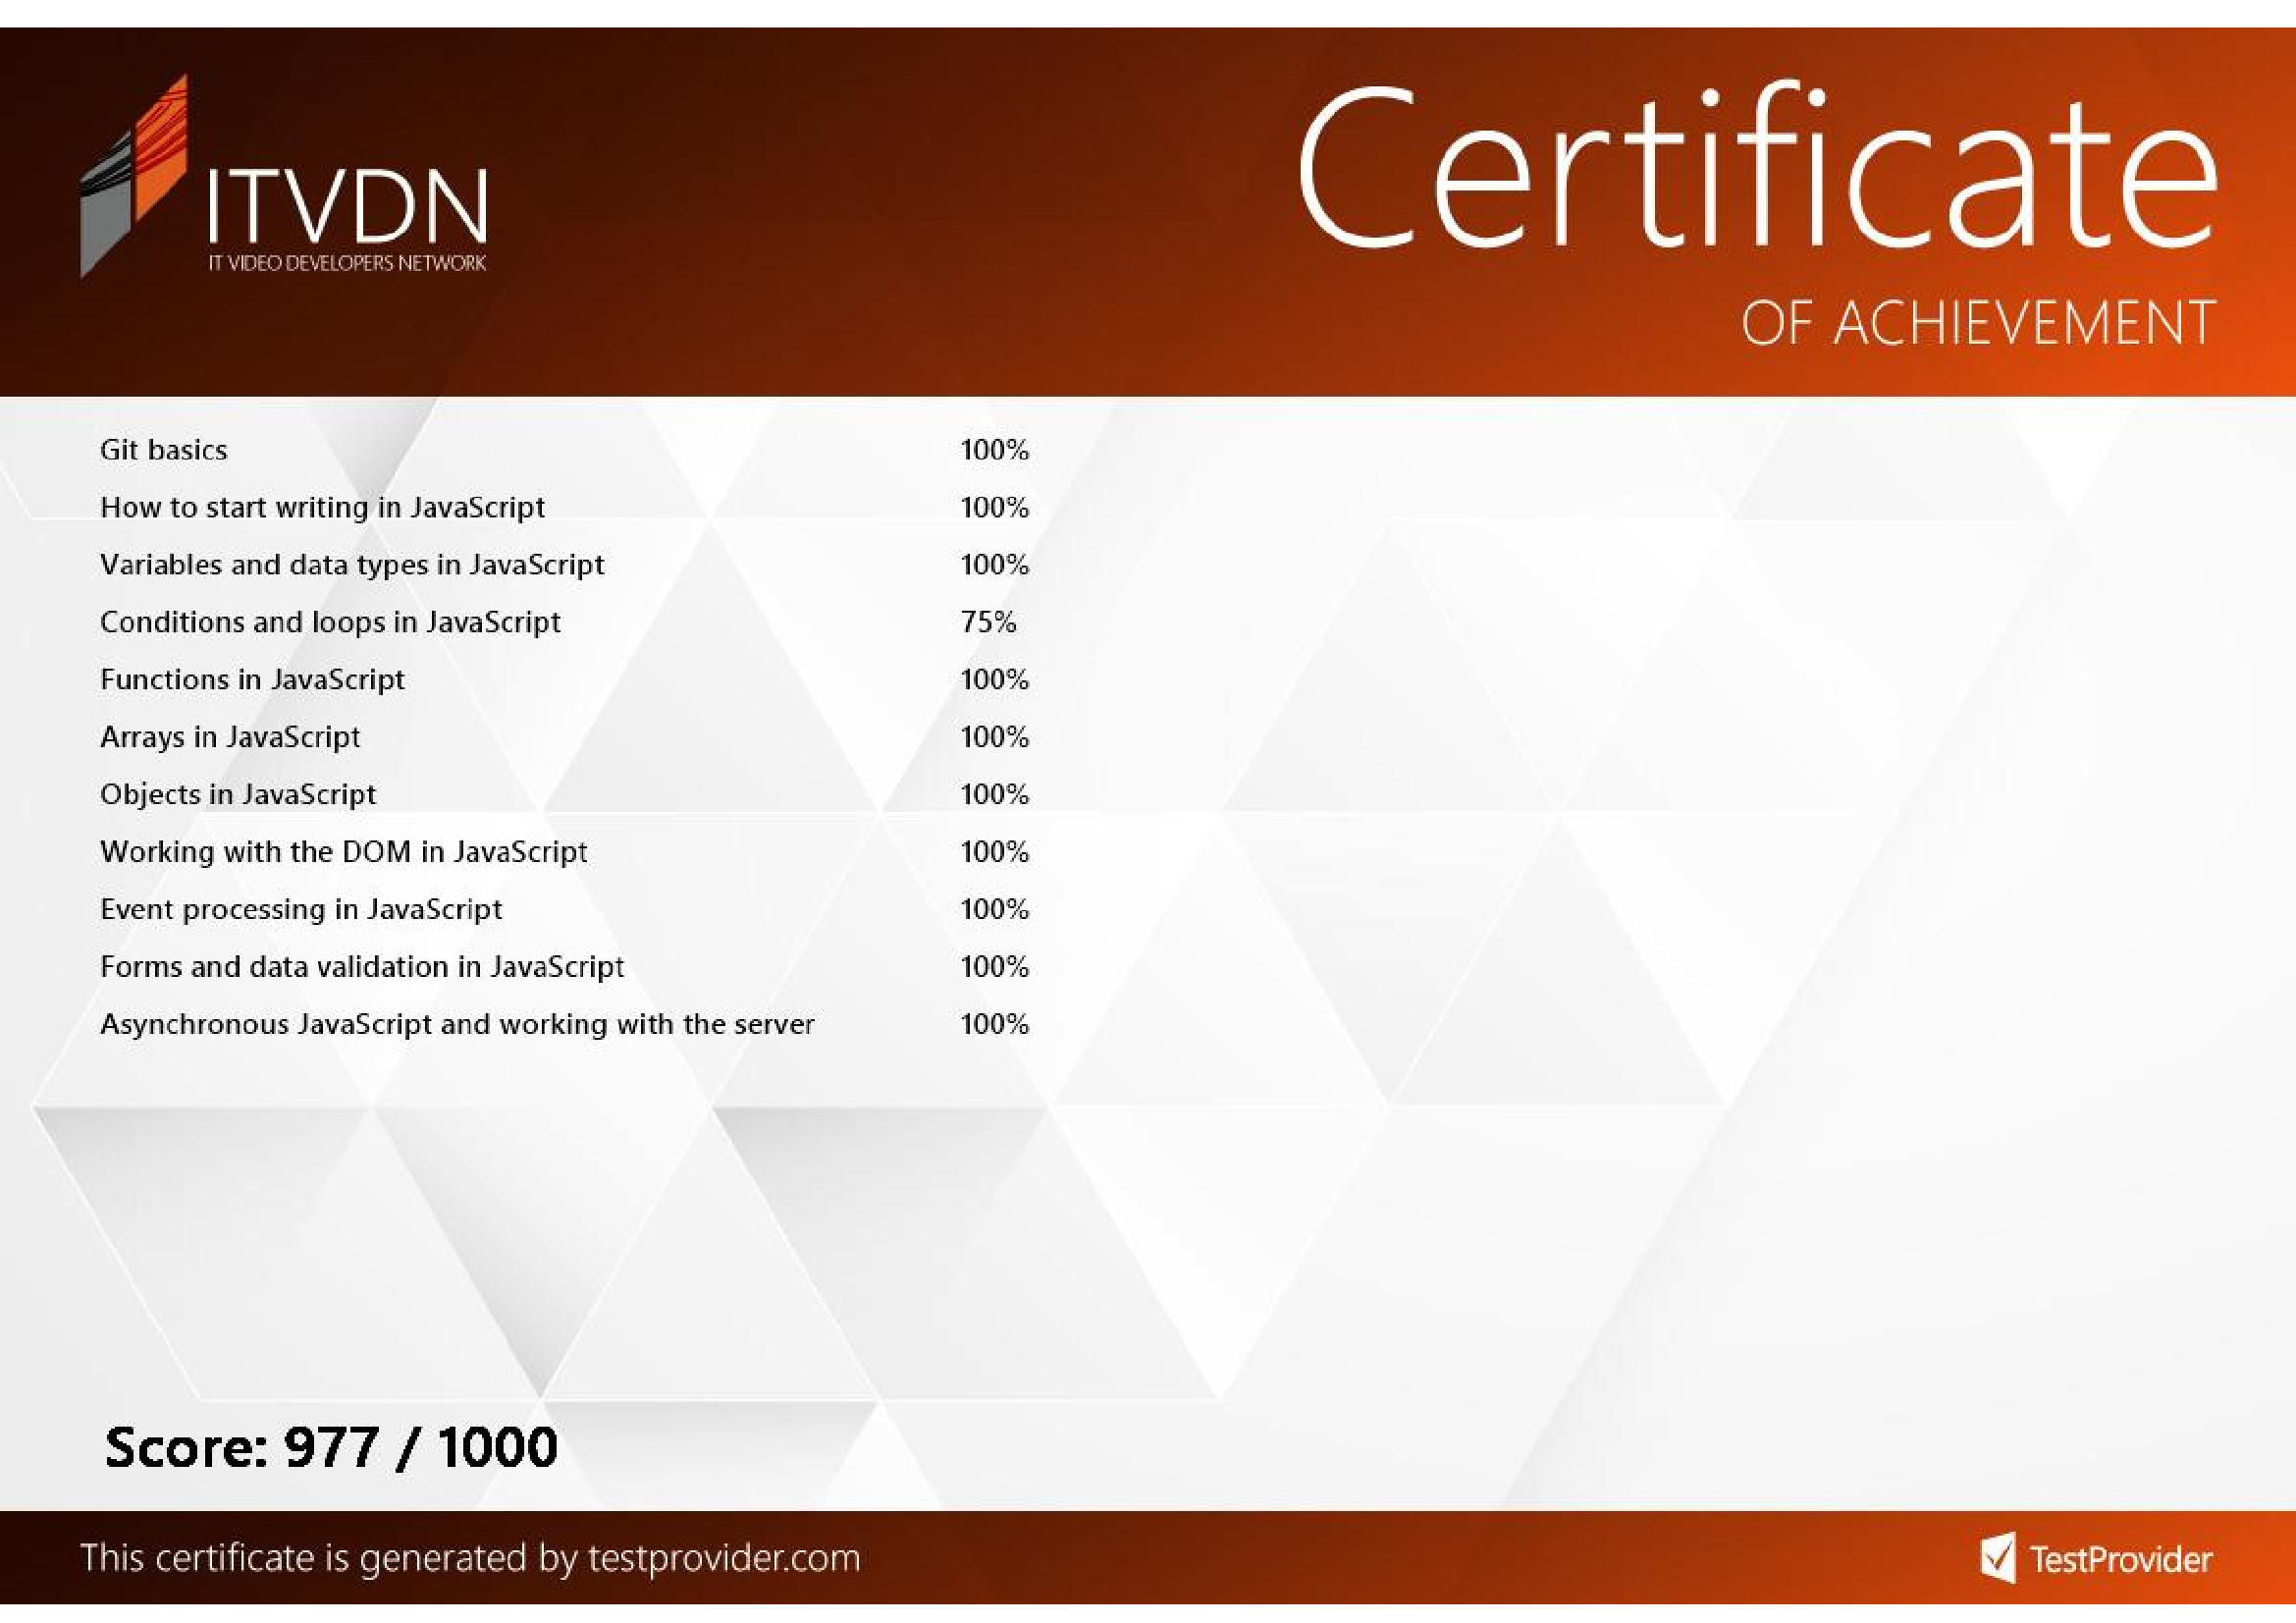 ITVDN
IT VIDEO DEVELOPERS NETWORK
Certificate
OF ACHIEVEMENT
Git basics 100%
How to start writing in JavaScript 100%
Variables and data types in JavaScript 100%
Conditions and loops in JavaScript 75%
Functions in JavaScript 100%
Arrays in JavaScript 100%
Objects in JavaScript 100%
Working with the DOM in JavaScript 100%
Event processing in JavaScript 100%
Forms and data validation in JavaScript 100%
Asynchronous JavaScript and working with the server 100%
Score: 977 / 1000
This certificate is generated by testprovider.com
TestProvider